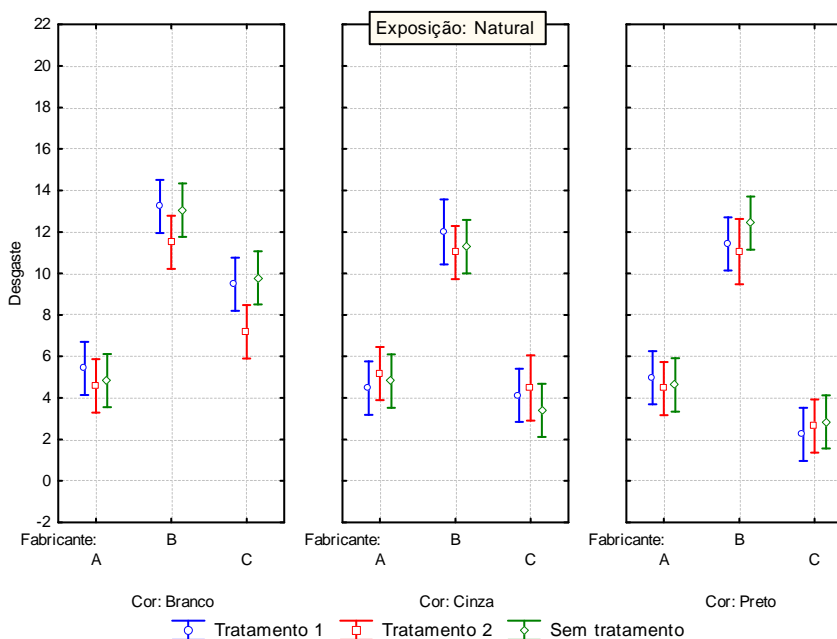 Exposição: Natural
Desgaste
22
20
18
16
14
12
10
8
6
4
2
0
-2
Fabricante:
A
B
C
Fabricante:
A
B
C
Fabricante:
A
B
C
Cor: Branco
Cor: Cinza
Cor: Preto
Tratamento 1
Tratamento 2
Sem tratamento